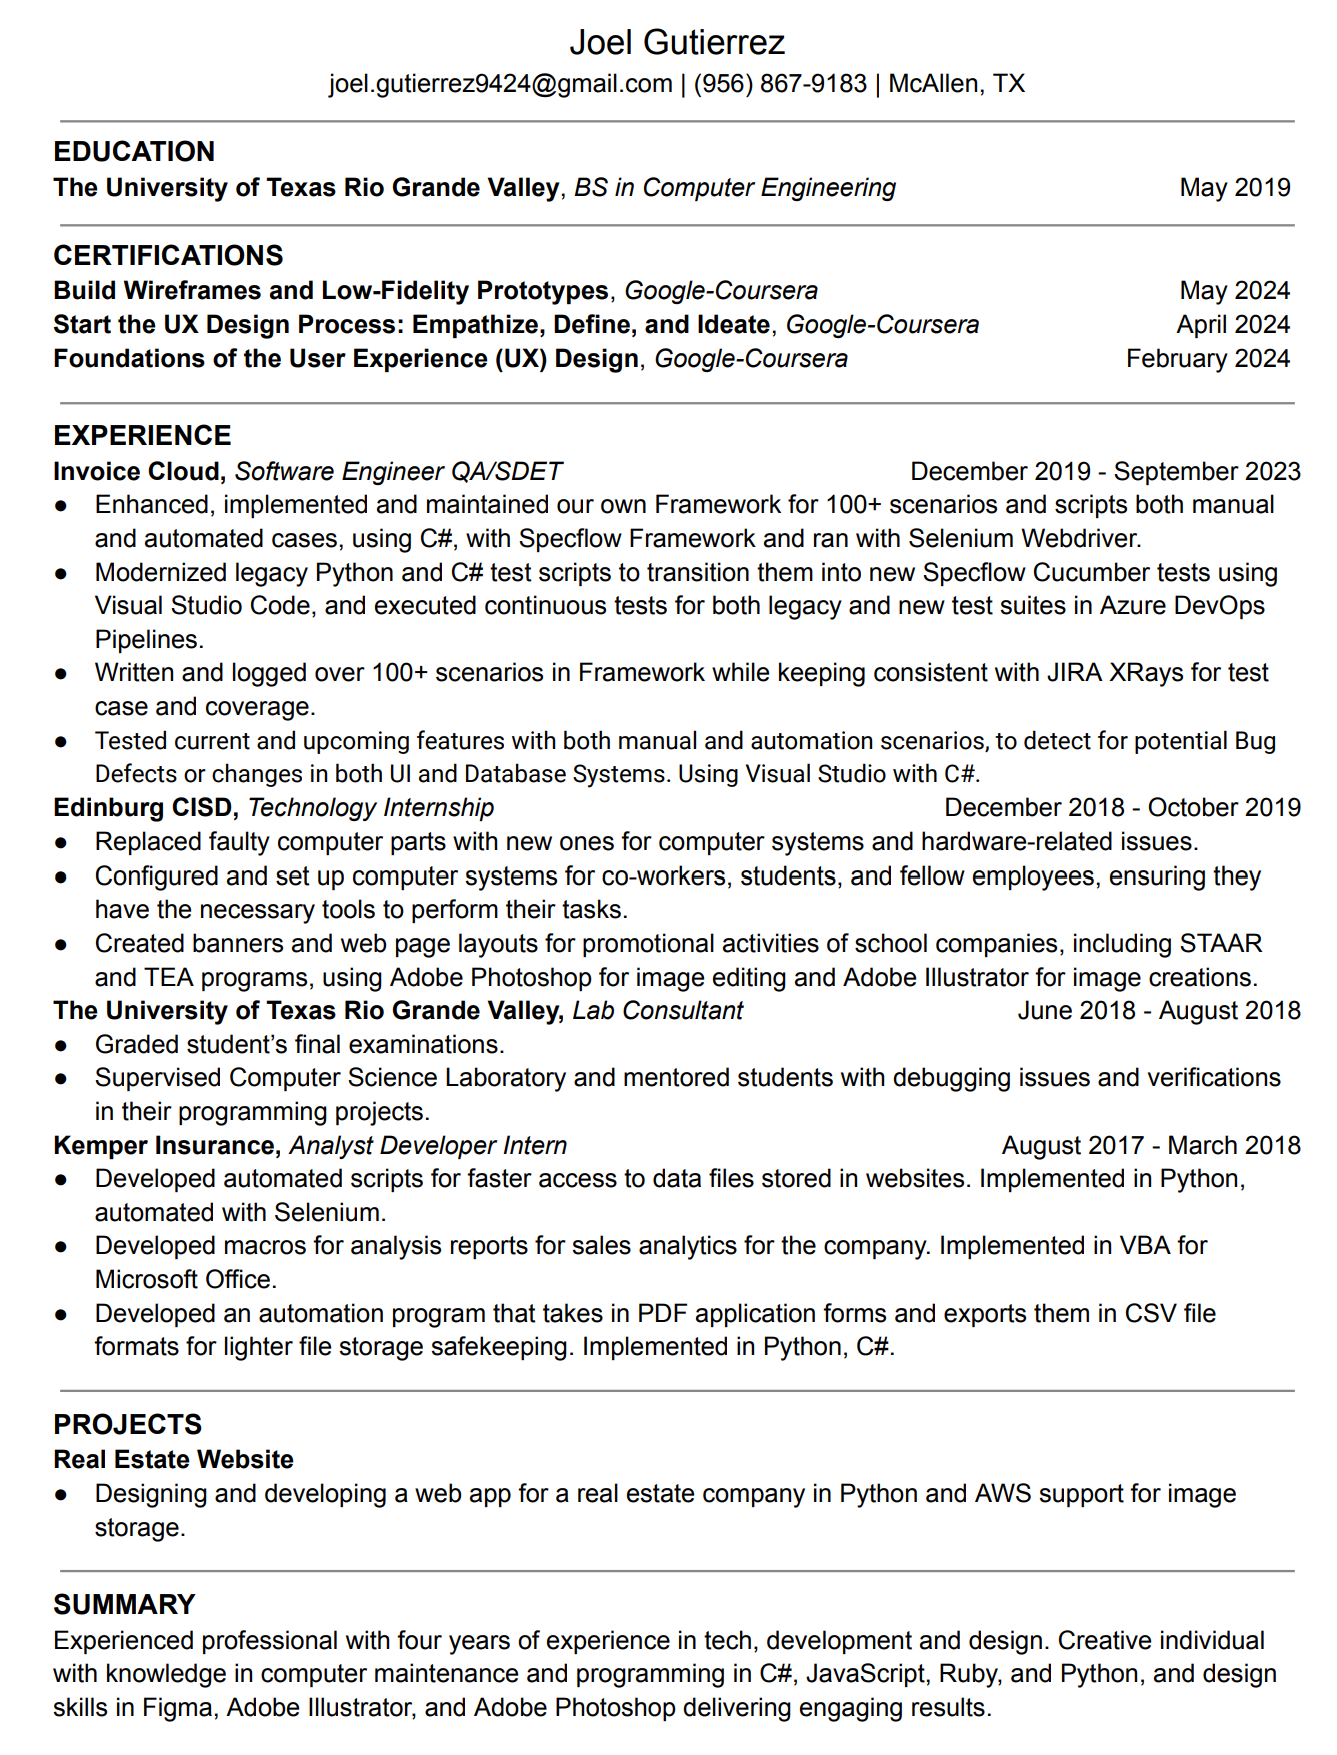 Joel Gutierrez
joel.gutierrez9424@gmail.com | (956) 867-9183 | McAllen, TX
EDUCATION
The University of Texas Rio Grande Valley, BS in Computer Engineering May 2019
CERTIFICATIONS
Build Wireframes and Low-Fidelity Prototypes, Google-Coursera May 2024
Start the UX Design Process: Empathize, Define, and Ideate, Google-Coursera April 2024
Foundations of the User Experience (UX) Design, Google-Coursera February 2024
EXPERIENCE
Invoice Cloud, Software Engineer QA/SDET December 2019 - September 2023
● Enhanced, implemented and maintained our own Framework for 100+ scenarios and scripts both manual
and automated cases, using C#, with Specflow Framework and ran with Selenium Webdriver.
● Modernized legacy Python and C# test scripts to transition them into new Specflow Cucumber tests using
Visual Studio Code, and executed continuous tests for both legacy and new test suites in Azure DevOps
Pipelines.
● Written and logged over 100+ scenarios in Framework while keeping consistent with JIRA XRays for test
case and coverage.
● Tested current and upcoming features with both manual and automation scenarios, to detect for potential Bug
Defects or changes in both UI and Database Systems. Using Visual Studio with C#.
Edinburg CISD, Technology Internship December 2018 - October 2019
● Replaced faulty computer parts with new ones for computer systems and hardware-related issues.
● Configured and set up computer systems for co-workers, students, and fellow employees, ensuring they
have the necessary tools to perform their tasks.
● Created banners and web page layouts for promotional activities of school companies, including STAAR
and TEA programs, using Adobe Photoshop for image editing and Adobe Illustrator for image creations.
The University of Texas Rio Grande Valley, Lab Consultant June 2018 - August 2018
● Graded student’s final examinations.
● Supervised Computer Science Laboratory and mentored students with debugging issues and verifications
in their programming projects.
Kemper Insurance, Analyst Developer Intern August 2017 - March 2018
● Developed automated scripts for faster access to data files stored in websites. Implemented in Python,
automated with Selenium.
● Developed macros for analysis reports for sales analytics for the company. Implemented in VBA for
Microsoft Office.
● Developed an automation program that takes in PDF application forms and exports them in CSV file
formats for lighter file storage safekeeping. Implemented in Python, C#.
PROJECTS
Real Estate Website
● Designing and developing a web app for a real estate company in Python and AWS support for image
storage.
SUMMARY
Experienced professional with four years of experience in tech, development and design. Creative individual
with knowledge in computer maintenance and programming in C#, JavaScript, Ruby, and Python, and design
skills in Figma, Adobe Illustrator, and Adobe Photoshop delivering engaging results.